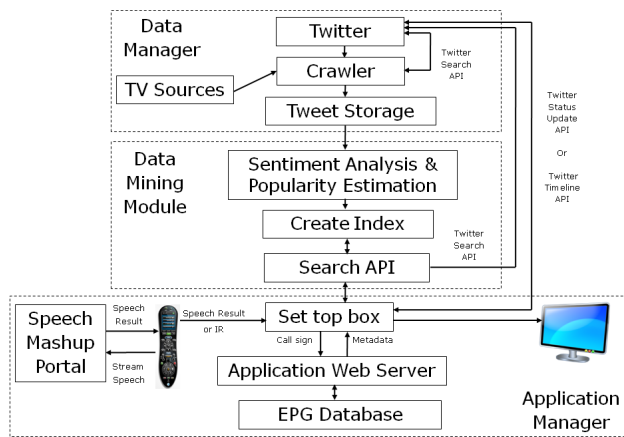 Data
Manager
Twitter
Crawler
TV Sources
Tweet Storage
Twitter
Search
API
Twitter
Status
Update
API
Or
Twitter
Timeline
API
Data
Mining
Module
Sentiment Analysis &
Popularity Estimation
Create Index
Search API
Twitter
Search
API
Speech
Mashup
Portal
Speech
Result
Stream
Speech
Speech Result
or IR
Set top box
Call sign
Metadata
Application Web Server
EPG Database
Application
Manager